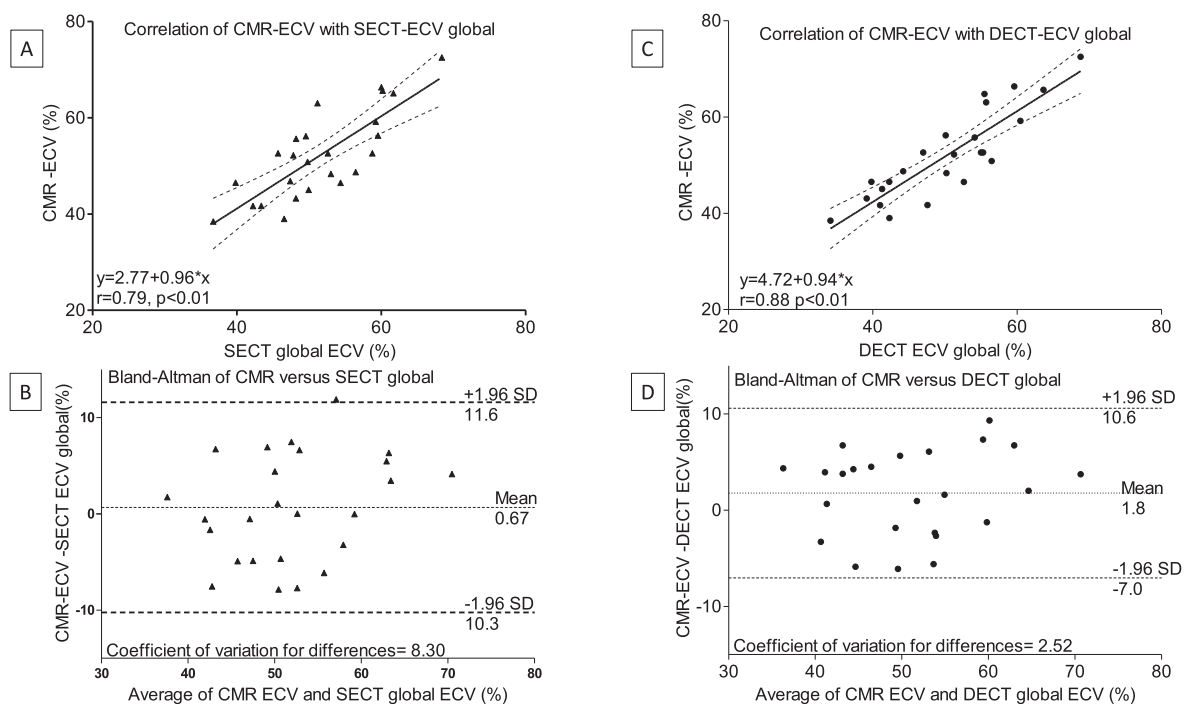 A
Correlation of CMR-ECV with SECT-ECV global
80
60
40
20
CMR -ECV (%)
y=2.77+0.96*x
r=0.79, p<0.01
20 40 60 80
SECT global ECV (%)
B
Bland-Altman of CMR versus SECT global
CMR-ECV -SECT ECV global(%)
10
0
-10
+1.96 SD
11.6
Mean
0.67
-1.96 SD
10.3
Coefficient of variation for differences= 8.30
30 40 50 60 70 80
Average of CMR ECV and SECT global ECV (%)
C
Correlation of CMR-ECV with DECT-ECV global
80
60
40
20
CMR -ECV (%)
y=4.72+0.94*x
r=0.88 p<0.01
20 40 60 80
DECT ECV global (%)
D
Bland-Altman of CMR versus DECT global
CMR-ECV -DECT ECV global(%)
10
0
-10
+1.96 SD
10.6
Mean
1.8
-1.96 SD
-7.0
Coefficient of variation for differences= 2.52
30 40 50 60 70 80
Average of CMR ECV and DECT global ECV (%)